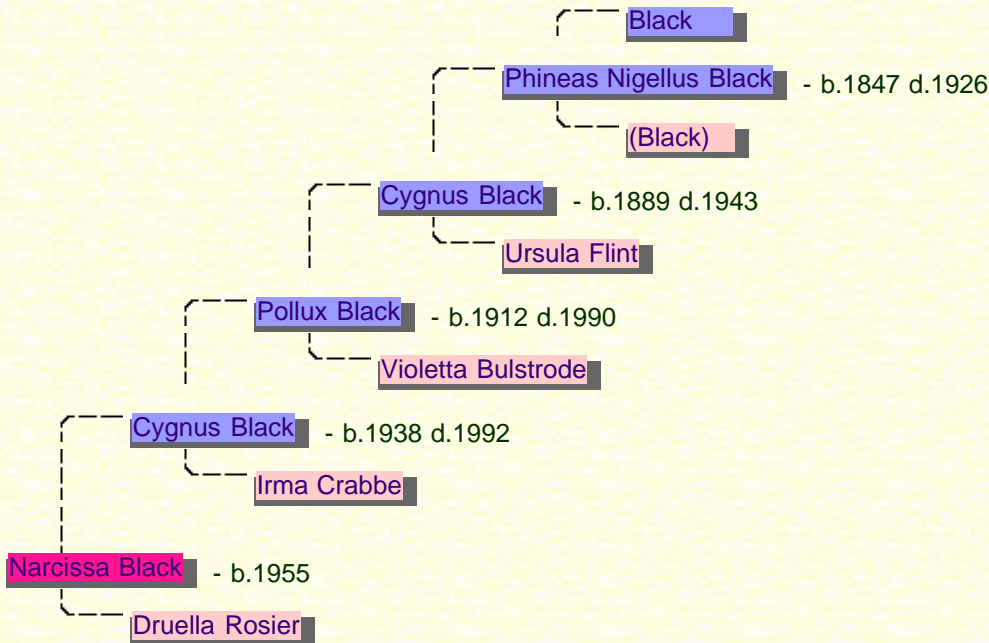 Black
Phineas Nigellus Black - b.1847 d.1926
(Black)
Cygnus Black - b.1889 d.1943
Ursula Flint
Pollux Black - b.1912 d.1990
Violetta Bulstrode
Cygnus Black - b.1938 d.1992
Irma Crabbe
Narcissa Black - b.1955
Druella Rosier